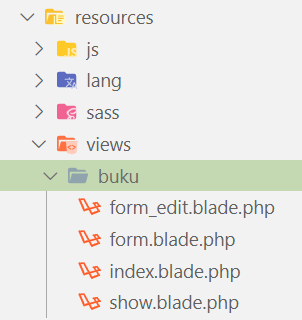 resources
js
lang
sass
views
buku
form_edit.blade.php
form.blade.php
index.blade.php
show.blade.php